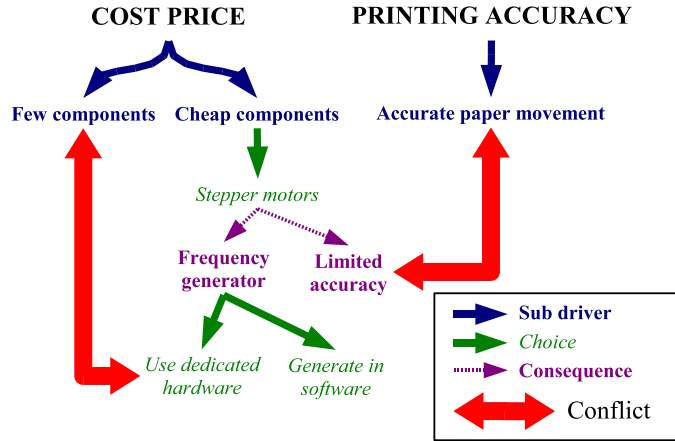 COST PRICE
PRINTING ACCURACY
Few components
Cheap components
Accurate paper movement
Stepper motors
Frequency
generator
Limited
accuracy
Use dedicated
hardware
Generate in
software
Sub driver
Choice
Consequence
Conflict